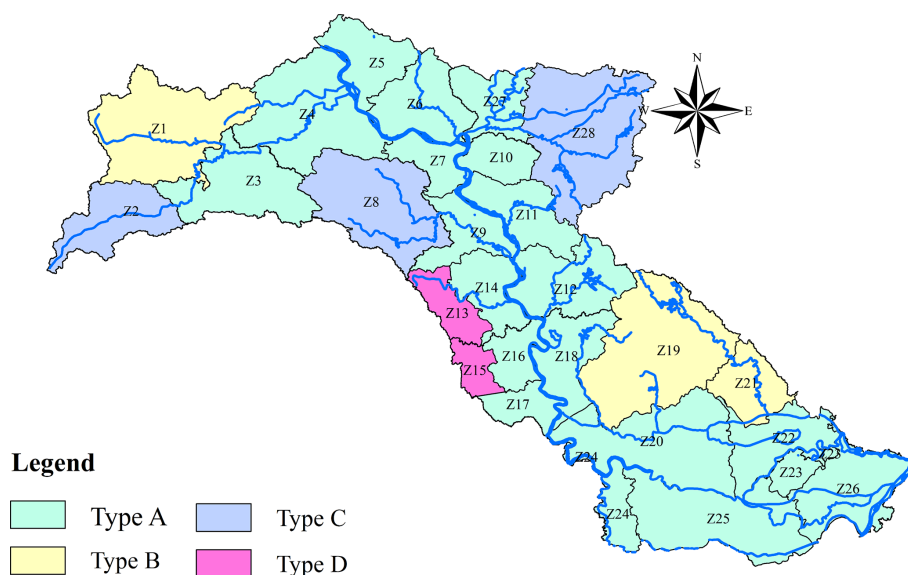 Z5
N
Z27
Z6
Z28
W
E
Z4
Z1
Z10
S
Z7
Z3
Z8
Z2
Z11
Z9
Z14
Z12
Z13
Z19
Z16
Z18
Z15
Z21
Z17
Z20
Z22
Z24
Z23
Z26
Z24
Z25
Legend
Type A
Type C
Type B
Type D